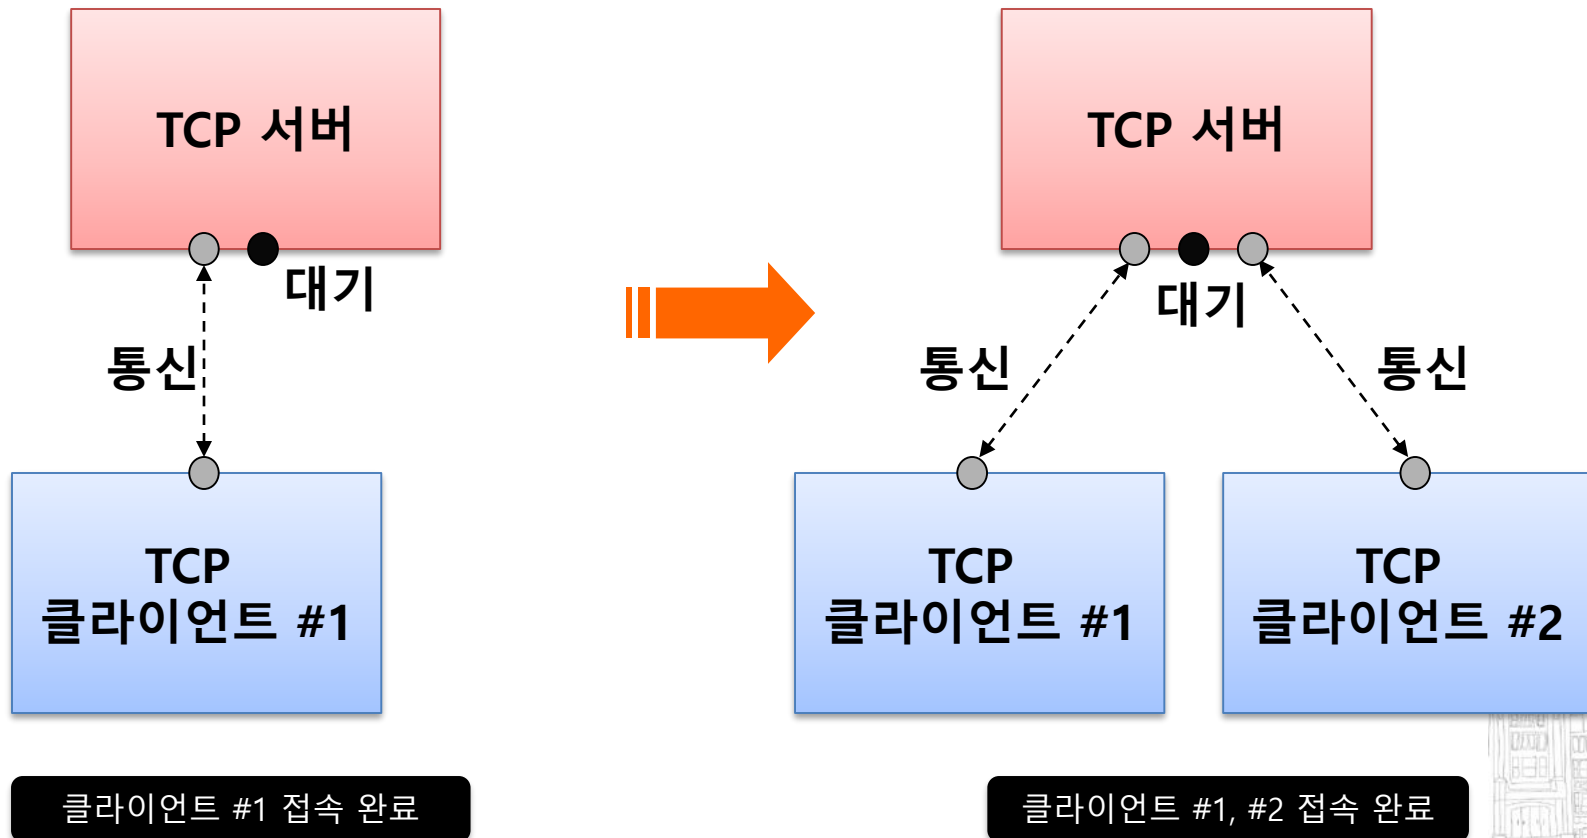 TCP 서버
대기
통신
TCP
클라이언트 #1
클라이언트 #1 접속 완료
TCP 서버
대기
통신
통신
TCP
클라이언트 #1
TCP
클라이언트 #2
클라이언트 #1, #2 접속 완료